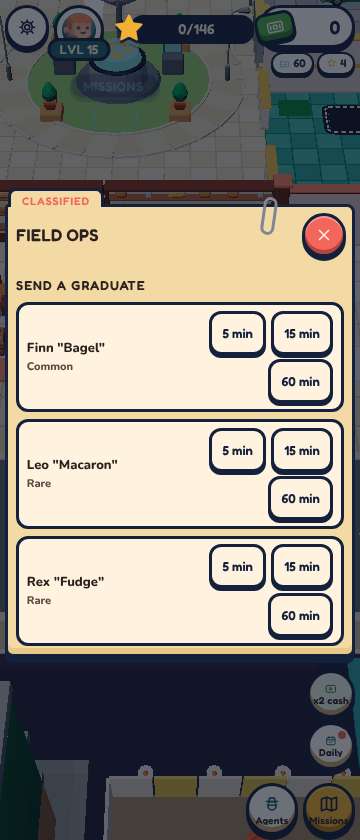 LVL 15
0/146
0
60
4
MISSIONS
CLASSIFIED
FIELD OPS
SEND A GRADUATE
Finn "Bagel"
Common
5 min
15 min
60 min
Leo "Macaron"
Rare
5 min
15 min
60 min
Rex "Fudge"
Rare
5 min
15 min
60 min
x2 cash
Daily
Agents
Missions